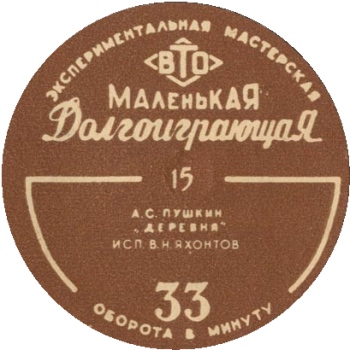 ЭКСПЕРИМЕНТАЛЬНАЯ МАСТЕРСКАЯ
ВТО
МАЛЕНЬКАЯ
ДолгоиграющаЯ
15
А.С. ПУШКИН
„ДЕРЕВНЯ"
ИСП. В.Н. ЯХОНТОВ
33
ОБОРОТА В МИНУТУ